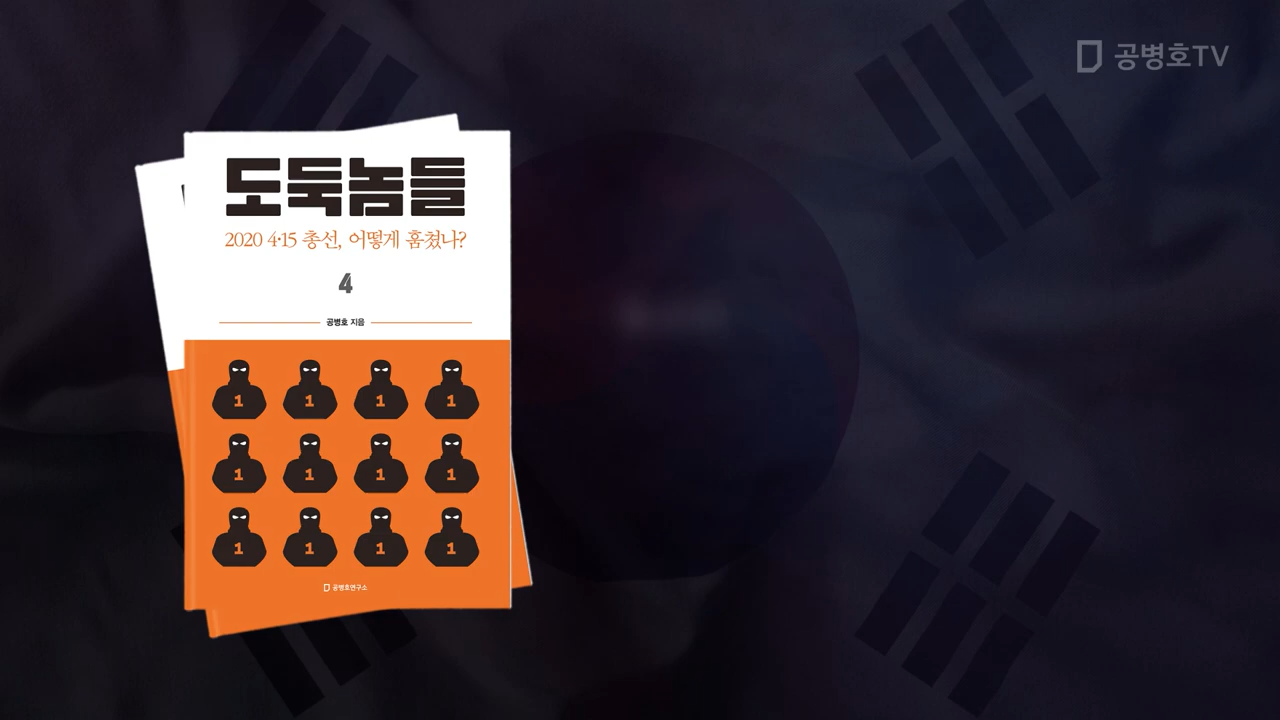 공병호TV
도둑놈들
2020 4·15 총선, 어떻게 훔쳤나?
4
공병호 지음
1 1 1 1
1 1 1 1
1 1 1 1
공병호연구소